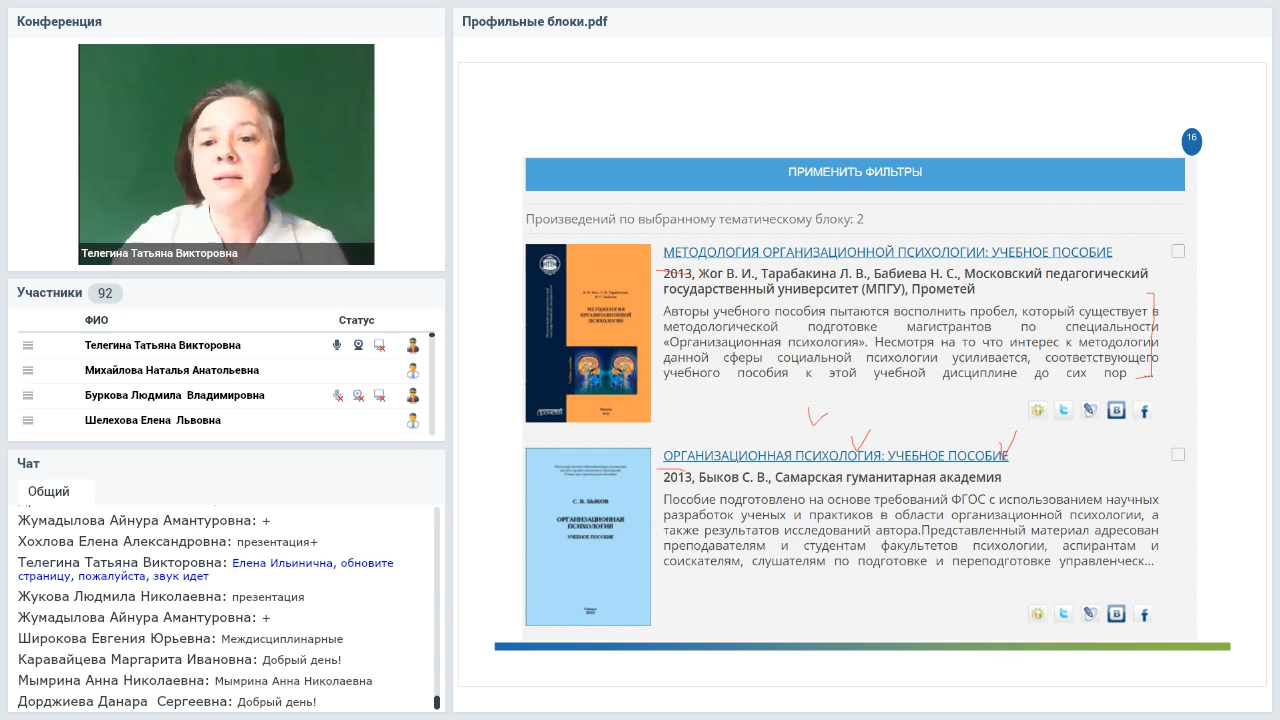 Конференция
Телегина Татьяна Викторовна
Участники 92
ФИО Статус
Телегина Татьяна Викторовна
Михайлова Наталья Анатольевна
Буркова Людмила Владимировна
Шелехова Елена Львовна
Чат
Общий
Жумадылова Айнура Амантуровна: +
Хохлова Елена Александровна: презентация+
Телегина Татьяна Викторовна: Елена Ильинична, обновите
страницу, пожалуйста, звук идет
Жукова Людмила Николаевна: презентация
Жумадылова Айнура Амантуровна: +
Широкова Евгения Юрьевна: Междисциплинарные
Каравайцева Маргарита Ивановна: Добрый день!
Мымрина Анна Николаевна: Мымрина Анна Николаевна
Дорджиева Данара Сергеевна: Добрый день!
Профильные блоки.pdf
16
ПРИМЕНИТЬ ФИЛЬТРЫ
Произведений по выбранному тематическому блоку: 2
МЕТОДОЛОГИЯ
ОРГАНИЗАЦИОННОЙ
ПСИХОЛОГИИ
МЕТОДОЛОГИЯ ОРГАНИЗАЦИОННОЙ ПСИХОЛОГИИ: УЧЕБНОЕ ПОСОБИЕ
2013, Жог В. И., Тарабакина Л. В., Бабиева Н. С., Московский педагогический
государственный университет (МПГУ), Прометей
Авторы учебного пособия пытаются восполнить пробел, который существует в
методологической подготовке магистрантов по специальности
«Организационная психология». Несмотря на то что интерес к методологии
данной сферы социальной психологии усиливается, соответствующего
учебного пособия к этой учебной дисциплине до сих пор ...
С. В. БЫКОВ
ОРГАНИЗАЦИОННАЯ
ПСИХОЛОГИЯ
УЧЕБНОЕ ПОСОБИЕ
ОРГАНИЗАЦИОННАЯ ПСИХОЛОГИЯ: УЧЕБНОЕ ПОСОБИЕ
2013, Быков С. В., Самарская гуманитарная академия
Пособие подготовлено на основе требований ФГОС с использованием научных
разработок ученых и практиков в области организационной психологии, а
также результатов исследований автора.Представленный материал адресован
преподавателям и студентам факультетов психологии, аспирантам и
соискателям, слушателям по подготовке и переподготовке управленческ...